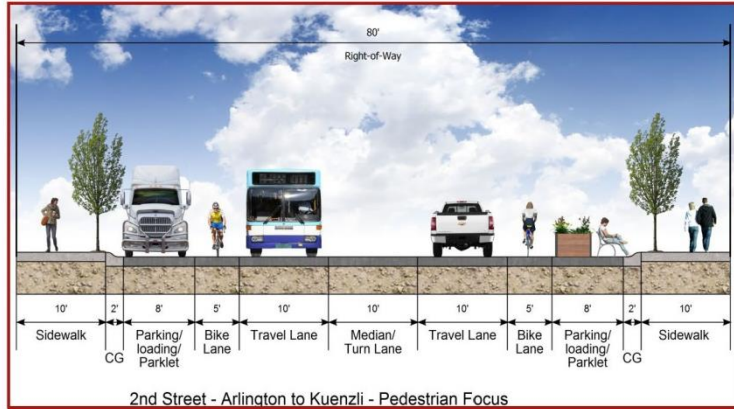 80'
Right-of-Way
10' 2' 8' 5' 10' 10' 10' 5' 8' 2' 10'
Sidewalk
CG
Parking/
loading/
Parklet
Bike
Lane
Travel Lane
Median/
Turn Lane
Travel Lane
Bike
Lane
Parking/
loading/
Parklet
CG
Sidewalk
2nd Street - Arlington to Kuenzli - Pedestrian Focus